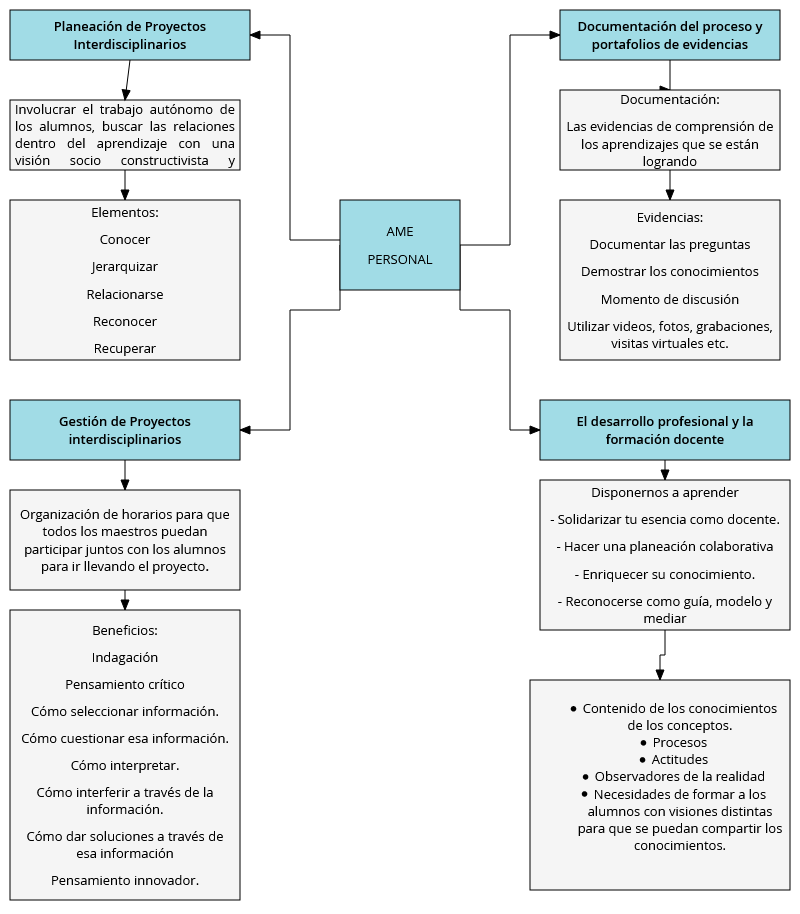 Planeación de Proyectos
Interdisciplinarios
Involucrar el trabajo autónomo de
los alumnos, buscar las relaciones
dentro del aprendizaje con una
visión socio constructivista y
Elementos:
Conocer
Jerarquizar
Relacionarse
Reconocer
Recuperar
Documentación del proceso y
portafolios de evidencias
Documentación:
Las evidencias de comprensión de
los aprendizajes que se están
logrando
Evidencias:
Documentar las preguntas
Demostrar los conocimientos
Momento de discusión
Utilizar videos, fotos, grabaciones,
visitas virtuales etc.
AME
PERSONAL
Gestión de Proyectos
interdisciplinarios
Organización de horarios para que
todos los maestros puedan
participar juntos con los alumnos
para ir llevando el proyecto.
Beneficios:
Indagación
Pensamiento crítico
Cómo seleccionar información.
Cómo cuestionar esa información.
Cómo interpretar.
Cómo interferir a través de la
información.
Cómo dar soluciones a través de
esa información
Pensamiento innovador.
El desarrollo profesional y la
formación docente
Disponernos a aprender
- Solidarizar tu esencia como docente.
- Hacer una planeación colaborativa
- Enriquecer su conocimiento.
- Reconocerse como guía, modelo y
mediar
• Contenido de los conocimientos
de los conceptos.
• Procesos
• Actitudes
• Observadores de la realidad
• Necesidades de formar a los
alumnos con visiones distintas
para que se puedan compartir los
conocimientos.